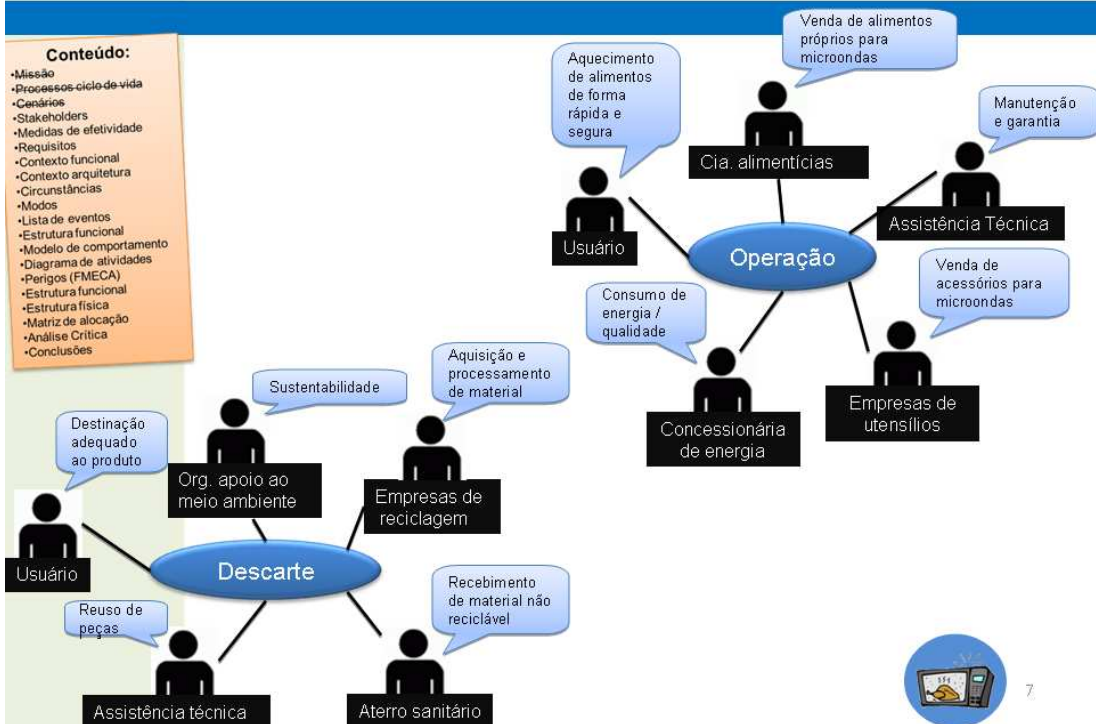 Conteúdo:
•Missão
•Processos ciclo de vida
•Cenários
•Stakeholders
•Medidas de efetividade
•Requisitos
•Contexto funcional
•Contexto arquitetura
•Circunstâncias
•Modos
•Lista de eventos
•Estrutura funcional
•Modelo de comportamento
•Diagrama de atividades
•Perigos (FMECA)
•Estrutura funcional
•Estrutura física
•Matriz de alocação
•Análise Crítica
•Conclusões
Venda de alimentos
próprios para
microondas
Aquecimento
de alimentos
de forma
rápida e
segura
Manutenção
e garantia
Cia. alimentícias
Usuário
Assistência Técnica
Operação
Consumo de
energia /
qualidade
Venda de
acessórios para
microondas
Concessionária
de energia
Empresas de
utensílios
Sustentabilidade
Aquisição e
processamento
de material
Destinação
adequado
ao produto
Org. apoio ao
meio ambiente
Empresas de
reciclagem
Usuário
Descarte
Reuso de
peças
Recebimento
de material não
reciclável
Assistência técnica
Aterro sanitário
7